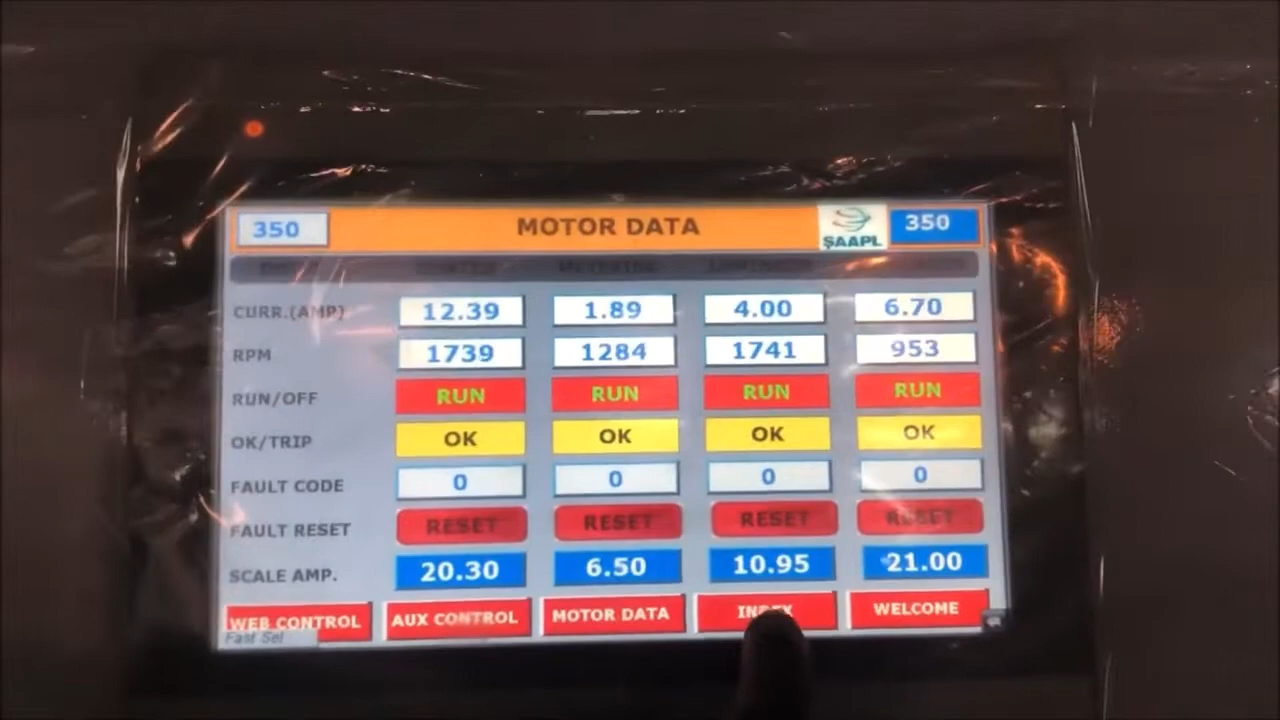 350 MOTOR DATA ŞAAPL 350
CURR.(AMP) 12.39 1.89 4.00 6.70
RPM 1739 1284 1741 953
RUN/OFF RUN RUN RUN RUN
OK/TRIP OK OK OK OK
FAULT CODE 0 0 0 0
FAULT RESET RESET RESET RESET RESET
SCALE AMP. 20.30 6.50 10.95 21.00
WEB CONTROL AUX CONTROL MOTOR DATA INDEX WELCOME
Fast Sel